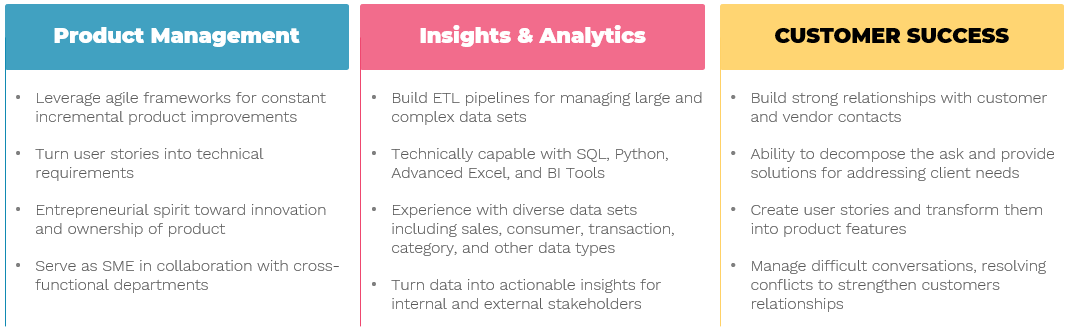 Product Management
• Leverage agile frameworks for constant
incremental product improvements
• Turn user stories into technical
requirements
• Entrepreneurial spirit toward innovation
and ownership of product
• Serve as SME in collaboration with cross-
functional departments
Insights & Analytics
• Build ETL pipelines for managing large and
complex data sets
• Technically capable with SQL, Python,
Advanced Excel, and BI Tools
• Experience with diverse data sets
including sales, consumer, transaction,
category, and other data types
• Turn data into actionable insights for
internal and external stakeholders
CUSTOMER SUCCESS
• Build strong relationships with customer
and vendor contacts
• Ability to decompose the ask and provide
solutions for addressing client needs
• Create user stories and transform them
into product features
• Manage difficult conversations, resolving
conflicts to strengthen customers
relationships